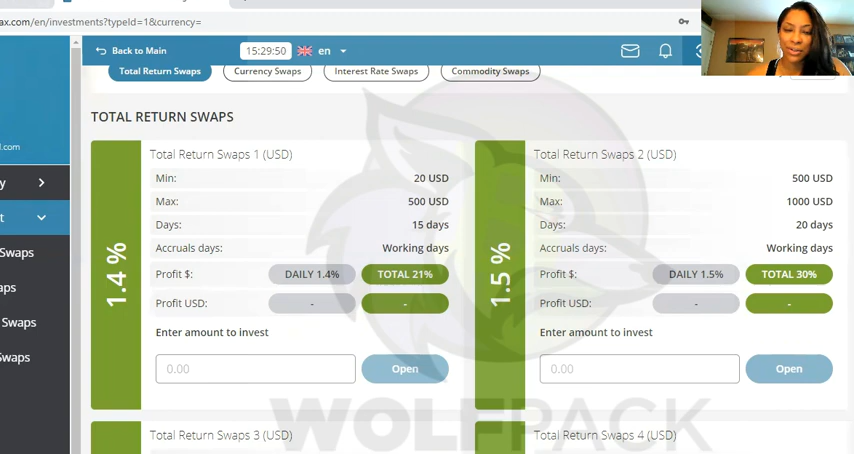 ax.com/en/investments?typeId=1&currency=
Back to Main
15:29:50
en
Total Return Swaps
Currency Swaps
Interest Rate Swaps
Commodity Swaps
l.com
y
t
Swaps
aps
Swaps
Swaps
TOTAL RETURN SWAPS
1.4 %
Total Return Swaps 1 (USD)
Min: 20 USD
Max: 500 USD
Days: 15 days
Accruals days: Working days
Profit $: DAILY 1.4% TOTAL 21%
Profit USD: - -
Enter amount to invest
0.00 Open
1.5 %
Total Return Swaps 2 (USD)
Min: 500 USD
Max: 1000 USD
Days: 20 days
Accruals days: Working days
Profit $: DAILY 1.5% TOTAL 30%
Profit USD: - -
Enter amount to invest
0.00 Open
WOLFPACK
Total Return Swaps 3 (USD)
Total Return Swaps 4 (USD)